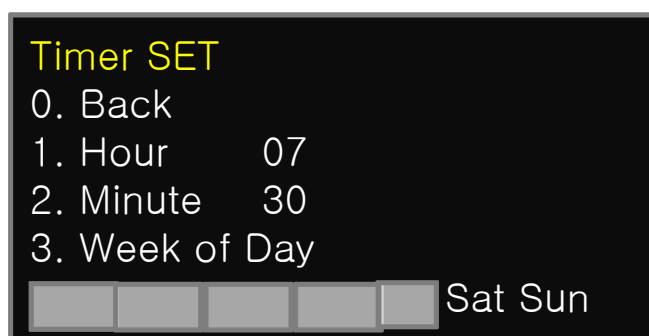 Timer SET
0. Back
1. Hour 07
2. Minute 30
3. Week of Day
Sat Sun